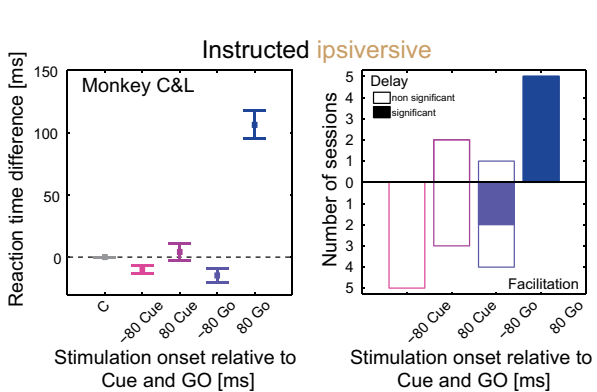 Instructed ipsiversive
Reaction time difference [ms]
150
100
50
0
Monkey C&L
C
−80 Cue
80 Cue
−80 Go
80 Go
Stimulation onset relative to
Cue and GO [ms]
Number of sessions
5
4
3
2
1
0
1
2
3
4
5
Delay
non significant
significant
Facilitation
−80 Cue
80 Cue
−80 Go
80 Go
Stimulation onset relative to
Cue and GO [ms]